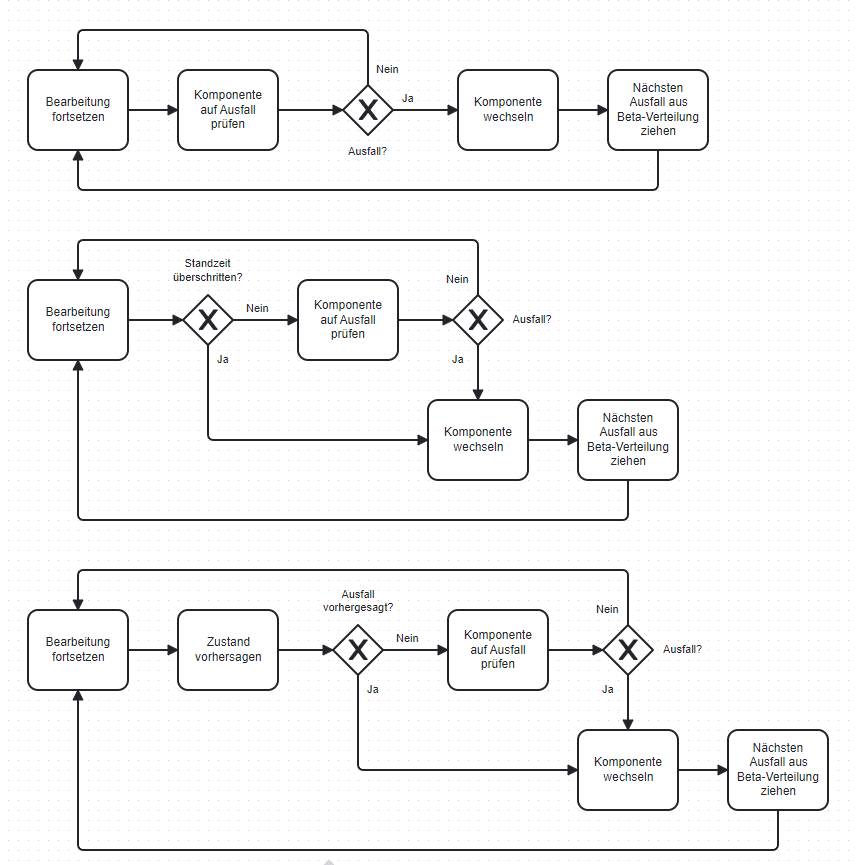 Bearbeitung
fortsetzen
Komponente
auf Ausfall
prüfen
Nein
Ja
Ausfall?
Komponente
wechseln
Nächsten
Ausfall aus
Beta-Verteilung
ziehen
Bearbeitung
fortsetzen
Standzeit
überschritten?
Nein
Ja
Komponente
auf Ausfall
prüfen
Nein
Ausfall?
Ja
Komponente
wechseln
Nächsten
Ausfall aus
Beta-Verteilung
ziehen
Bearbeitung
fortsetzen
Zustand
vorhersagen
Ausfall
vorhergesagt?
Nein
Ja
Komponente
auf Ausfall
prüfen
Nein
Ausfall?
Ja
Komponente
wechseln
Nächsten
Ausfall aus
Beta-Verteilung
ziehen